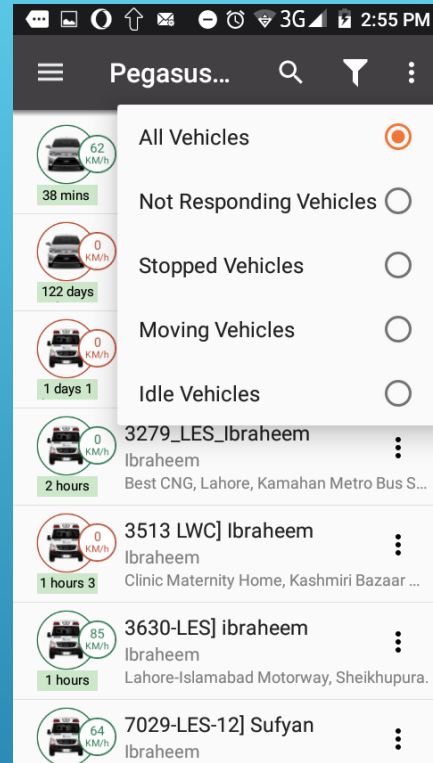 3G 2:55 PM
Pegasus...
62
KM/h
38 mins
All Vehicles
Not Responding Vehicles
0
KM/h
122 days
Stopped Vehicles
Moving Vehicles
0
KM/h
1 days 1
Idle Vehicles
0
KM/h
2 hours
3279_LES_Ibraheem
Ibraheem
Best CNG, Lahore, Kamahan Metro Bus S...
0
KM/h
1 hours 3
3513 LWC] Ibraheem
Ibraheem
Clinic Maternity Home, Kashmiri Bazaar ...
85
KM/h
1 hours
3630-LES] ibraheem
Ibraheem
Lahore-Islamabad Motorway, Sheikhupura.
64
KM/h
7029-LES-12] Sufyan
Ibraheem